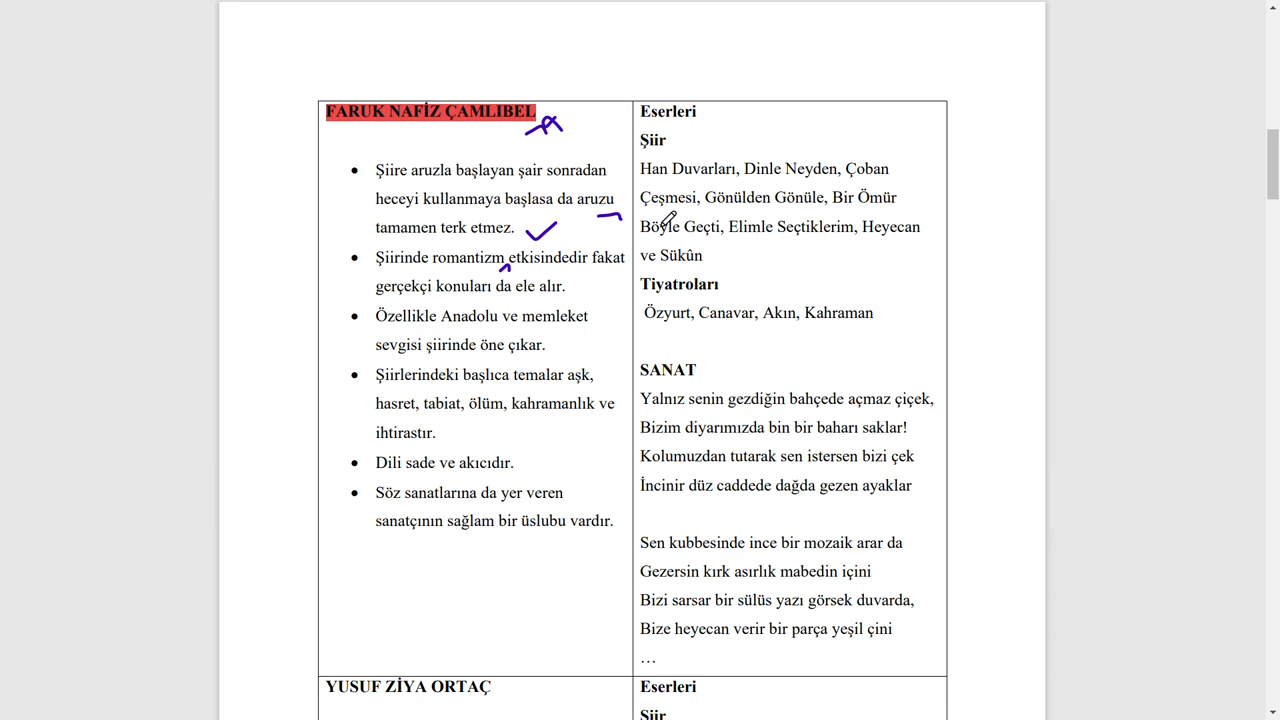 FARUK NAFİZ ÇAMLIBEL
Şiire aruzla başlayan şair sonradan
heceyi kullanmaya başlasa da aruzu
tamamen terk etmez.
Şiirinde romantizm etkisindedir fakat
gerçekçi konuları da ele alır.
Özellikle Anadolu ve memleket
sevgisi şiirinde öne çıkar.
Şiirlerindeki başlıca temalar aşk,
hasret, tabiat, ölüm, kahramanlık ve
ihtirastır.
Dili sade ve akıcıdır.
Söz sanatlarına da yer veren
sanatçının sağlam bir üslubu vardır.
Eserleri
Şiir
Han Duvarları, Dinle Neyden, Çoban
Çeşmesi, Gönülden Gönüle, Bir Ömür
Böyle Geçti, Elimle Seçtiklerim, Heyecan
ve Sükûn
Tiyatroları
Özyurt, Canavar, Akın, Kahraman
SANAT
Yalnız senin gezdiğin bahçede açmaz çiçek,
Bizim diyarımızda bin bir baharı saklar!
Kolumuzdan tutarak sen istersen bizi çek
İncinir düz caddede dağda gezen ayaklar
Sen kubbesinde ince bir mozaik arar da
Gezersin kırk asırlık mabedin içini
Bizi sarsar bir sülüs yazı görsek duvarda,
Bize heyecan verir bir parça yeşil çini
…
YUSUF ZİYA ORTAÇ
Eserleri
Şiir